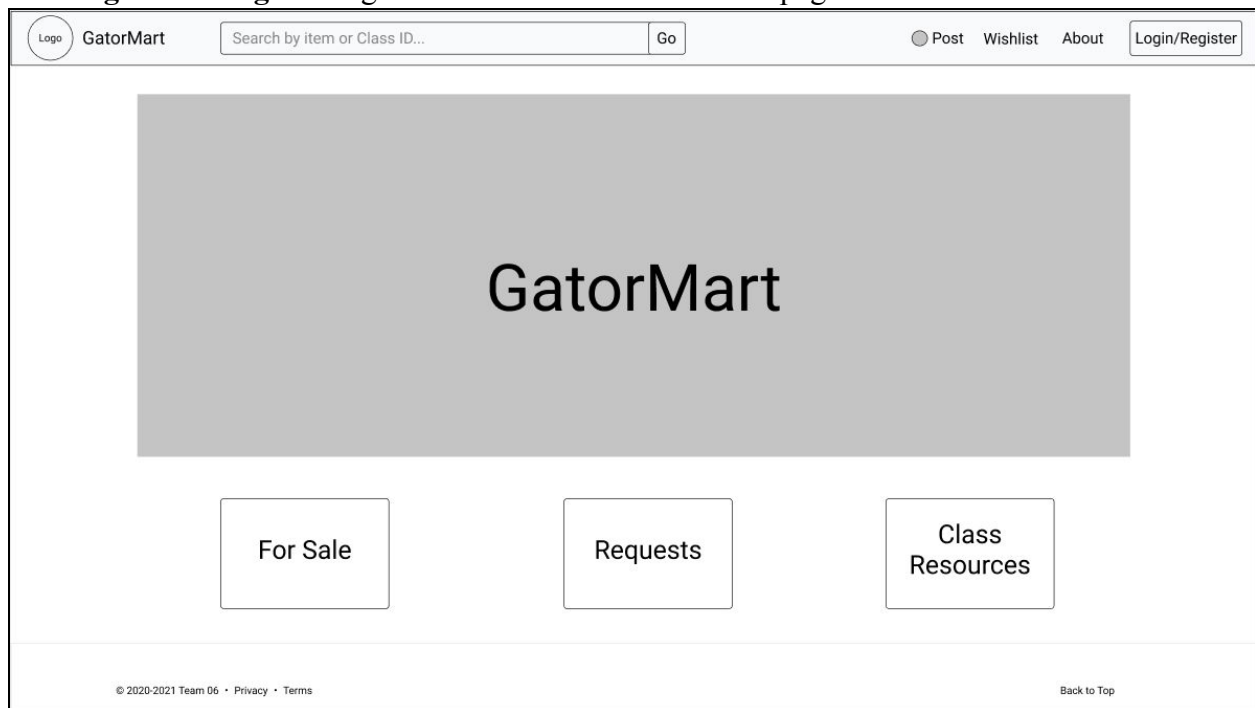 Logo GatorMart Search by item or Class ID... Go Post Wishlist About Login/Register
GatorMart
For Sale
Requests
Class
Resources
© 2020-2021 Team 06 · Privacy · Terms
Back to Top